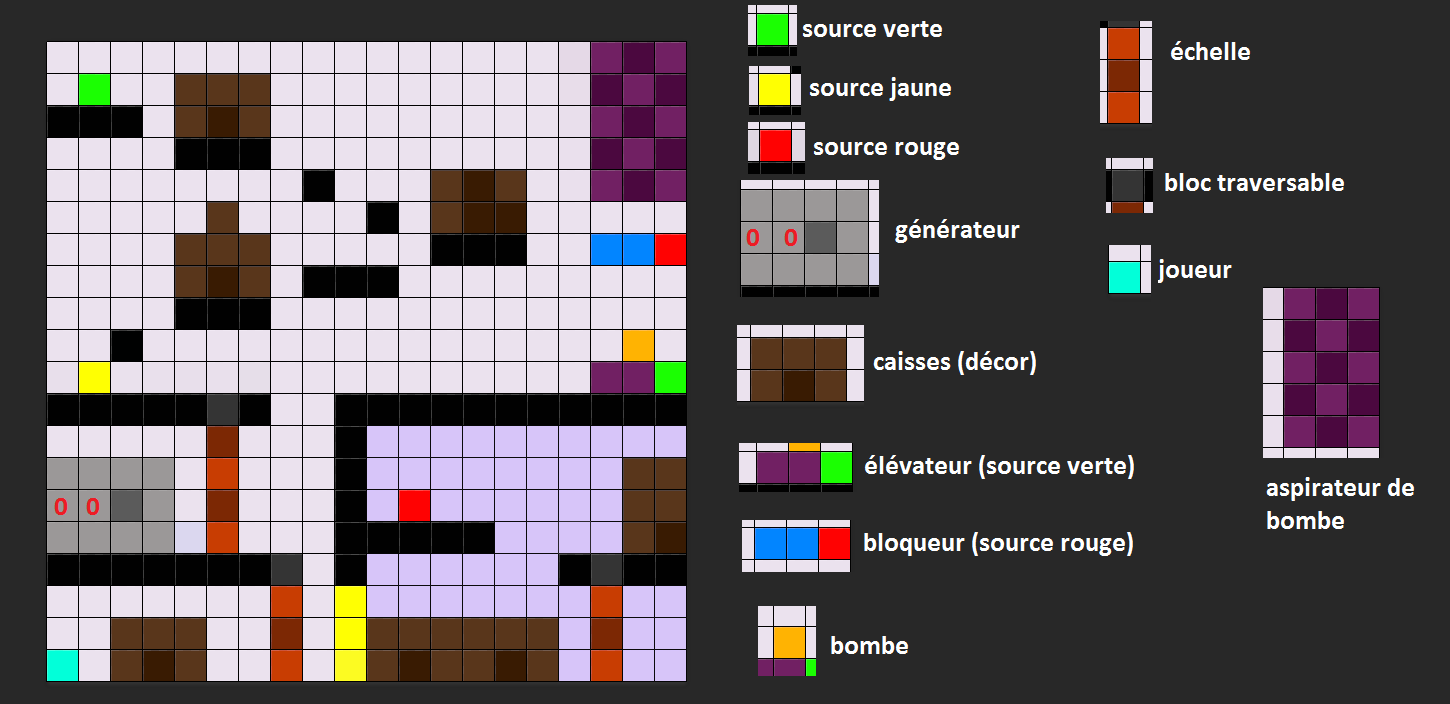 source verte
source jaune
source rouge
0 0
générateur
caisses (décor)
élévateur (source verte)
bloqueur (source rouge)
bombe
échelle
bloc traversable
joueur
aspirateur de
bombe
0 0